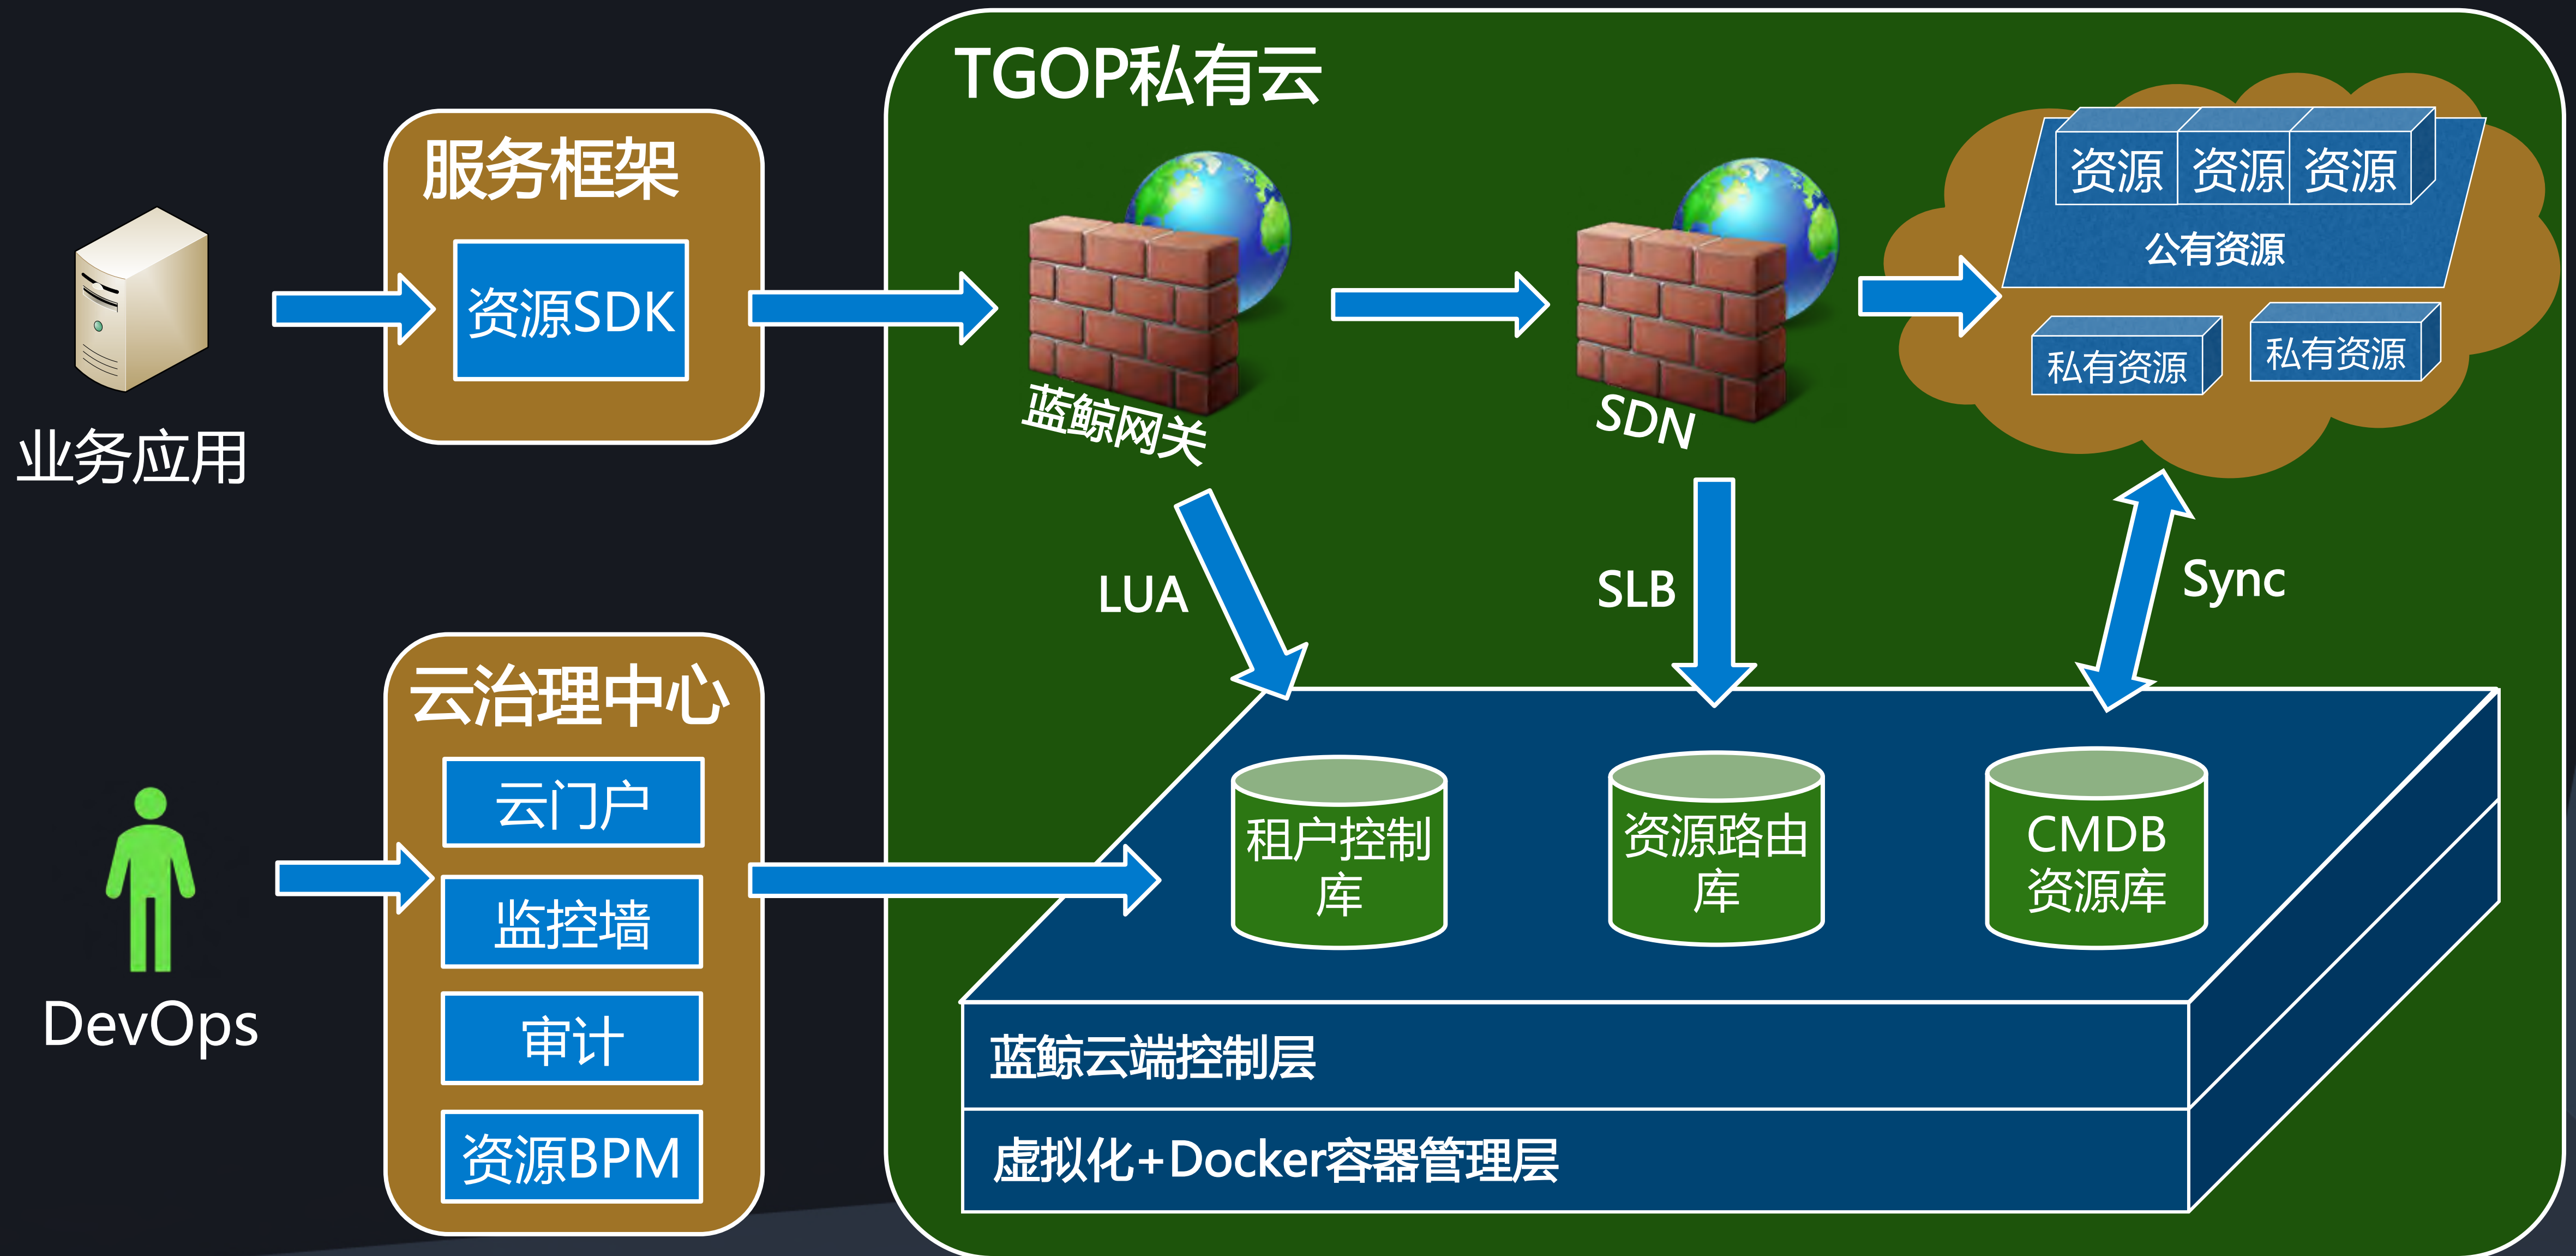 TGOP私有云
服务框架
资源SDK
业务应用
蓝鲸网关
SDN
资源
资源
资源
公有资源
私有资源
私有资源
LUA
SLB
Sync
云治理中心
云门户
监控墙
审计
资源BPM
DevOps
租户控制
库
资源路由
库
CMDB
资源库
蓝鲸云端控制层
虚拟化+Docker容器管理层